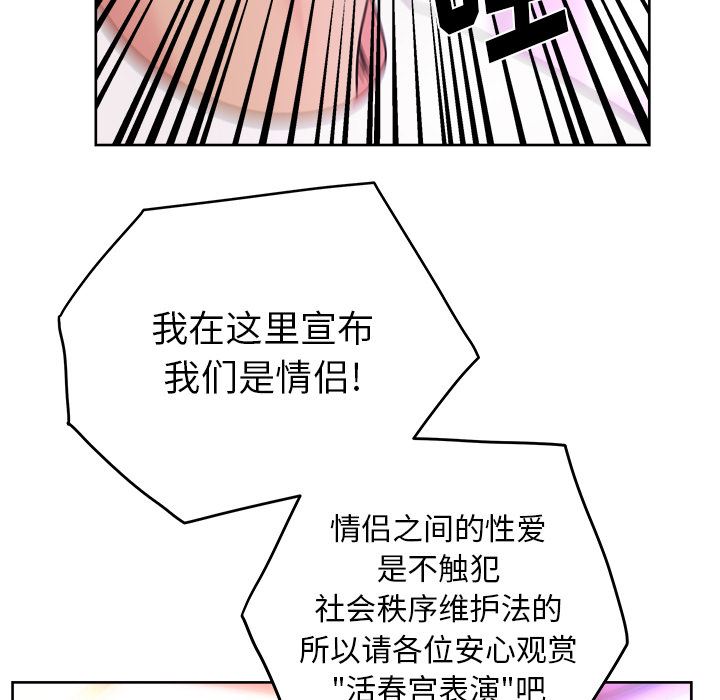 我在这里宣布
我们是情侣!
情侣之间的性爱
是不触犯
社会秩序维护法的
所以请各位安心观赏
"活春宫表演"吧